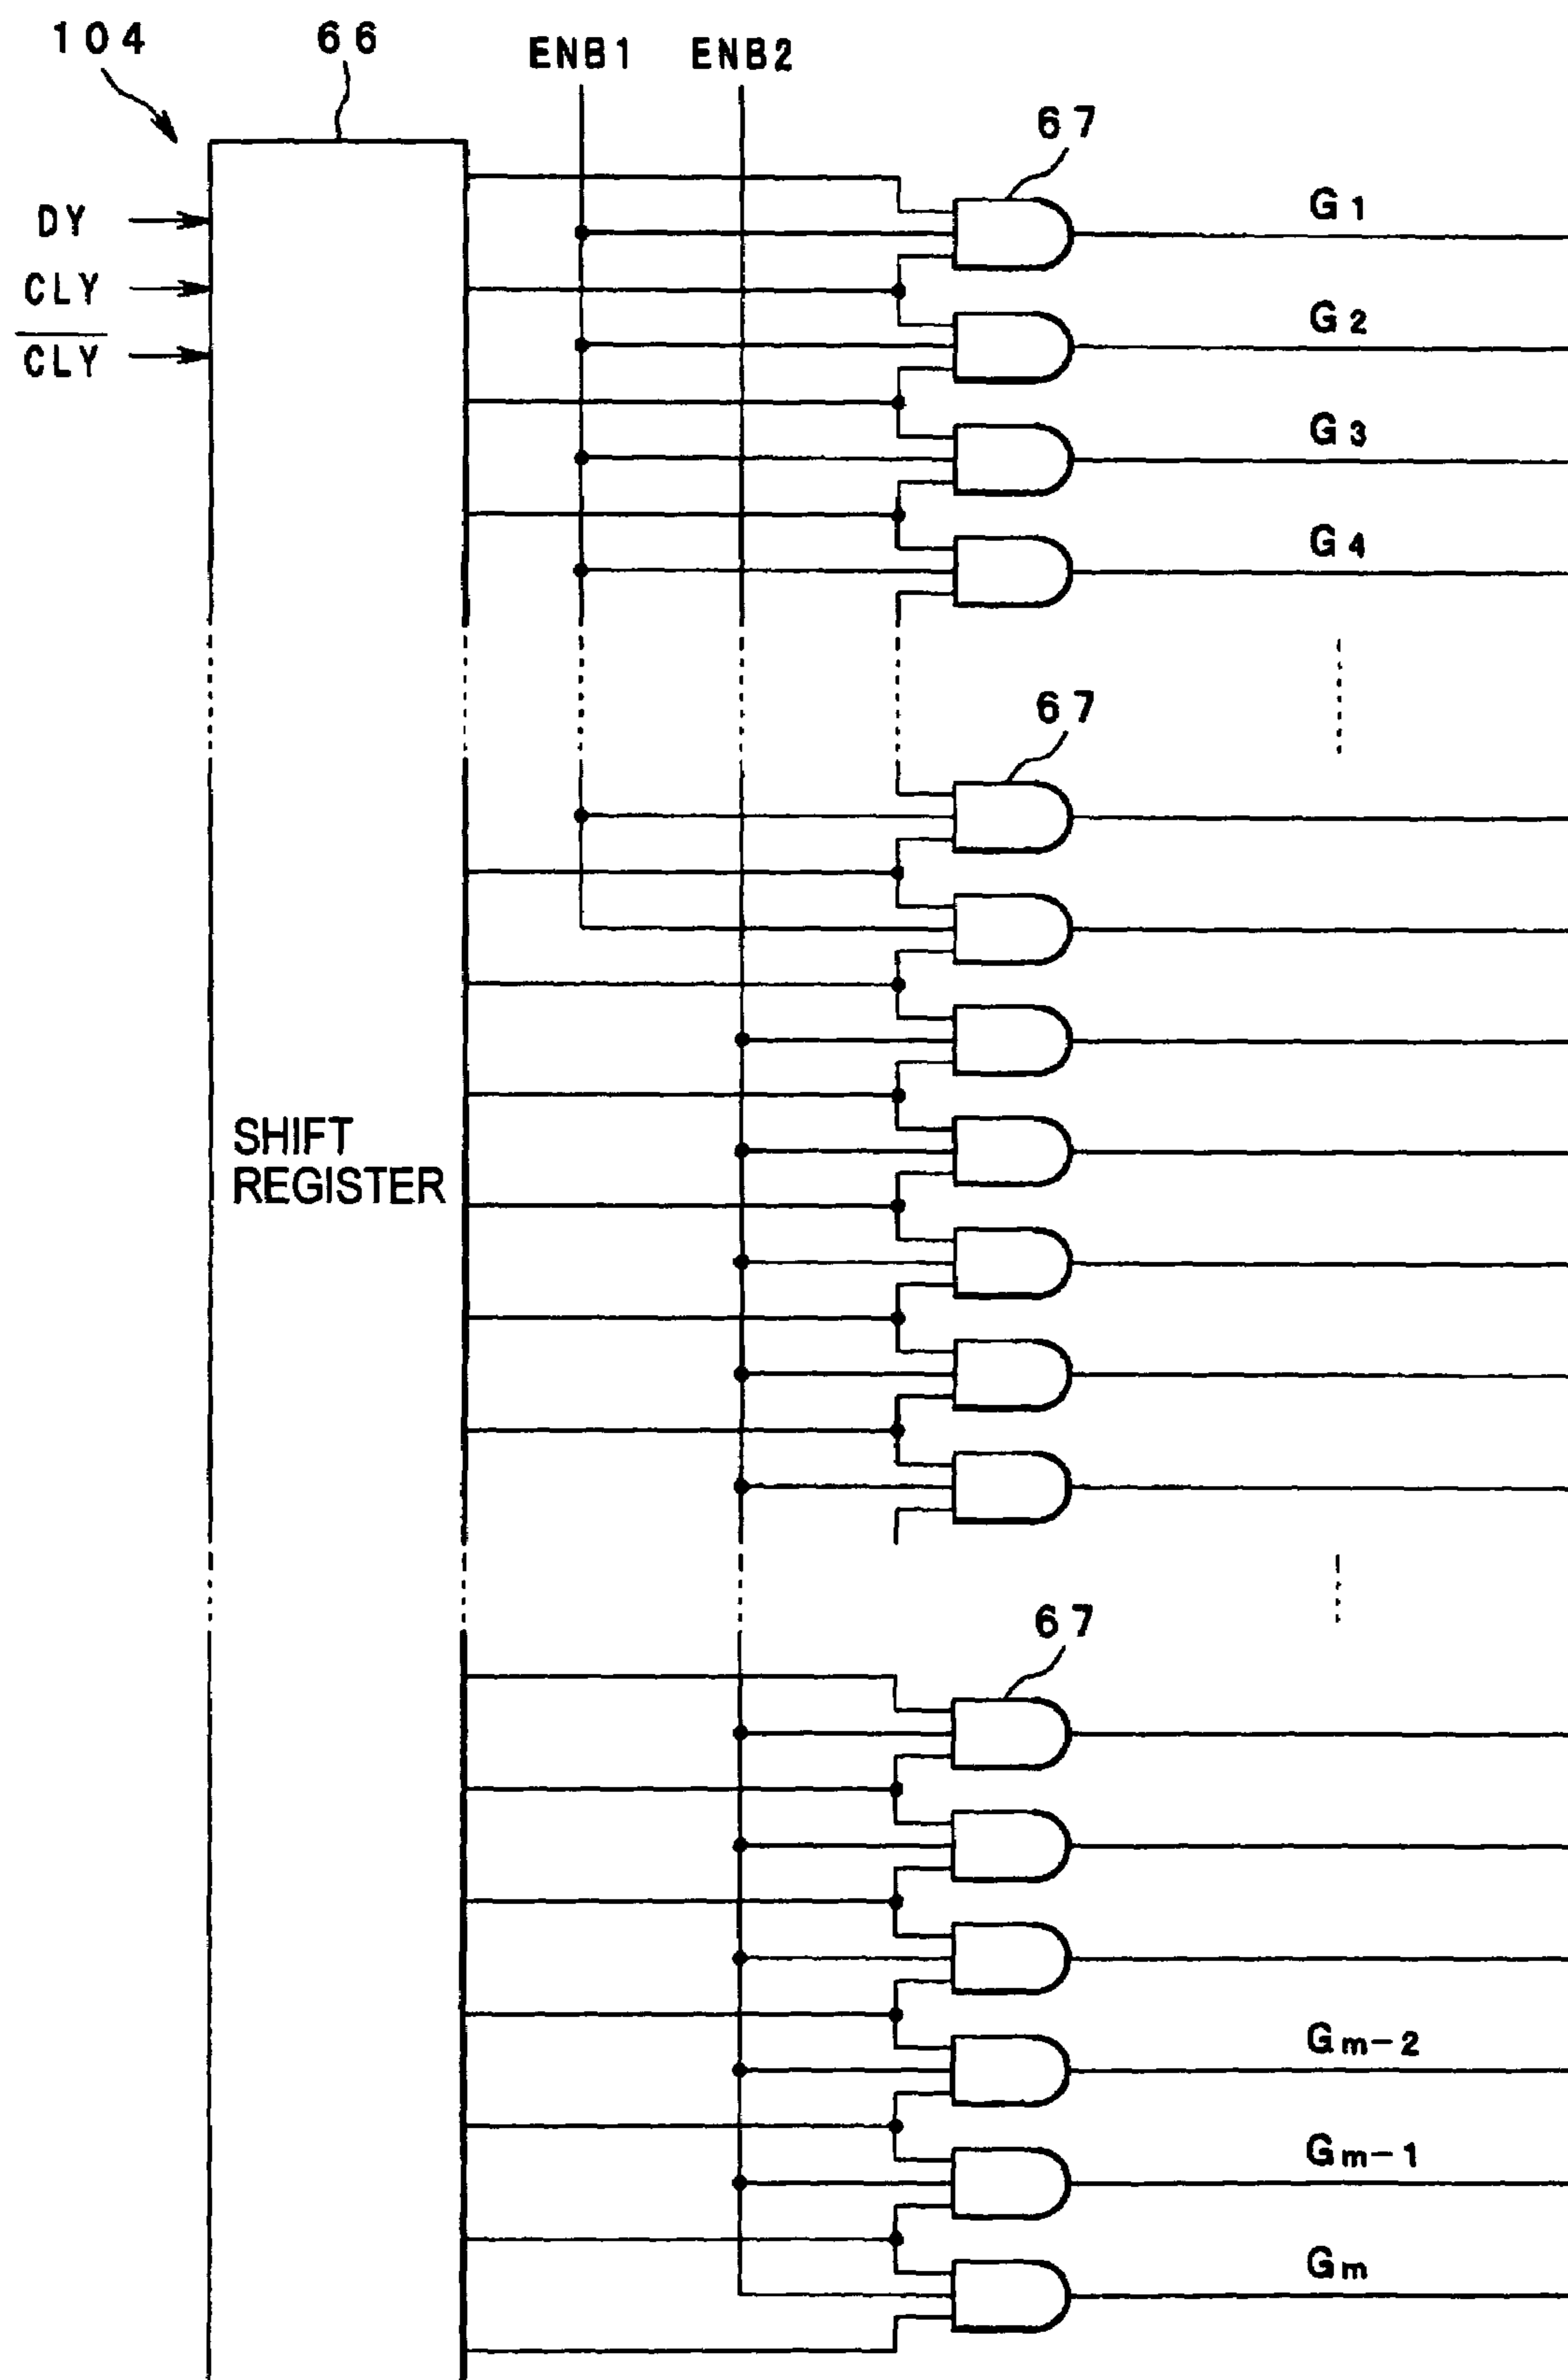 104
66
ENB1
ENB2
67
DY
CLY
C̅L̅Y̅
G1
G2
G3
G4
67
SHIFT
REGISTER
67
Gm-2
Gm-1
Gm